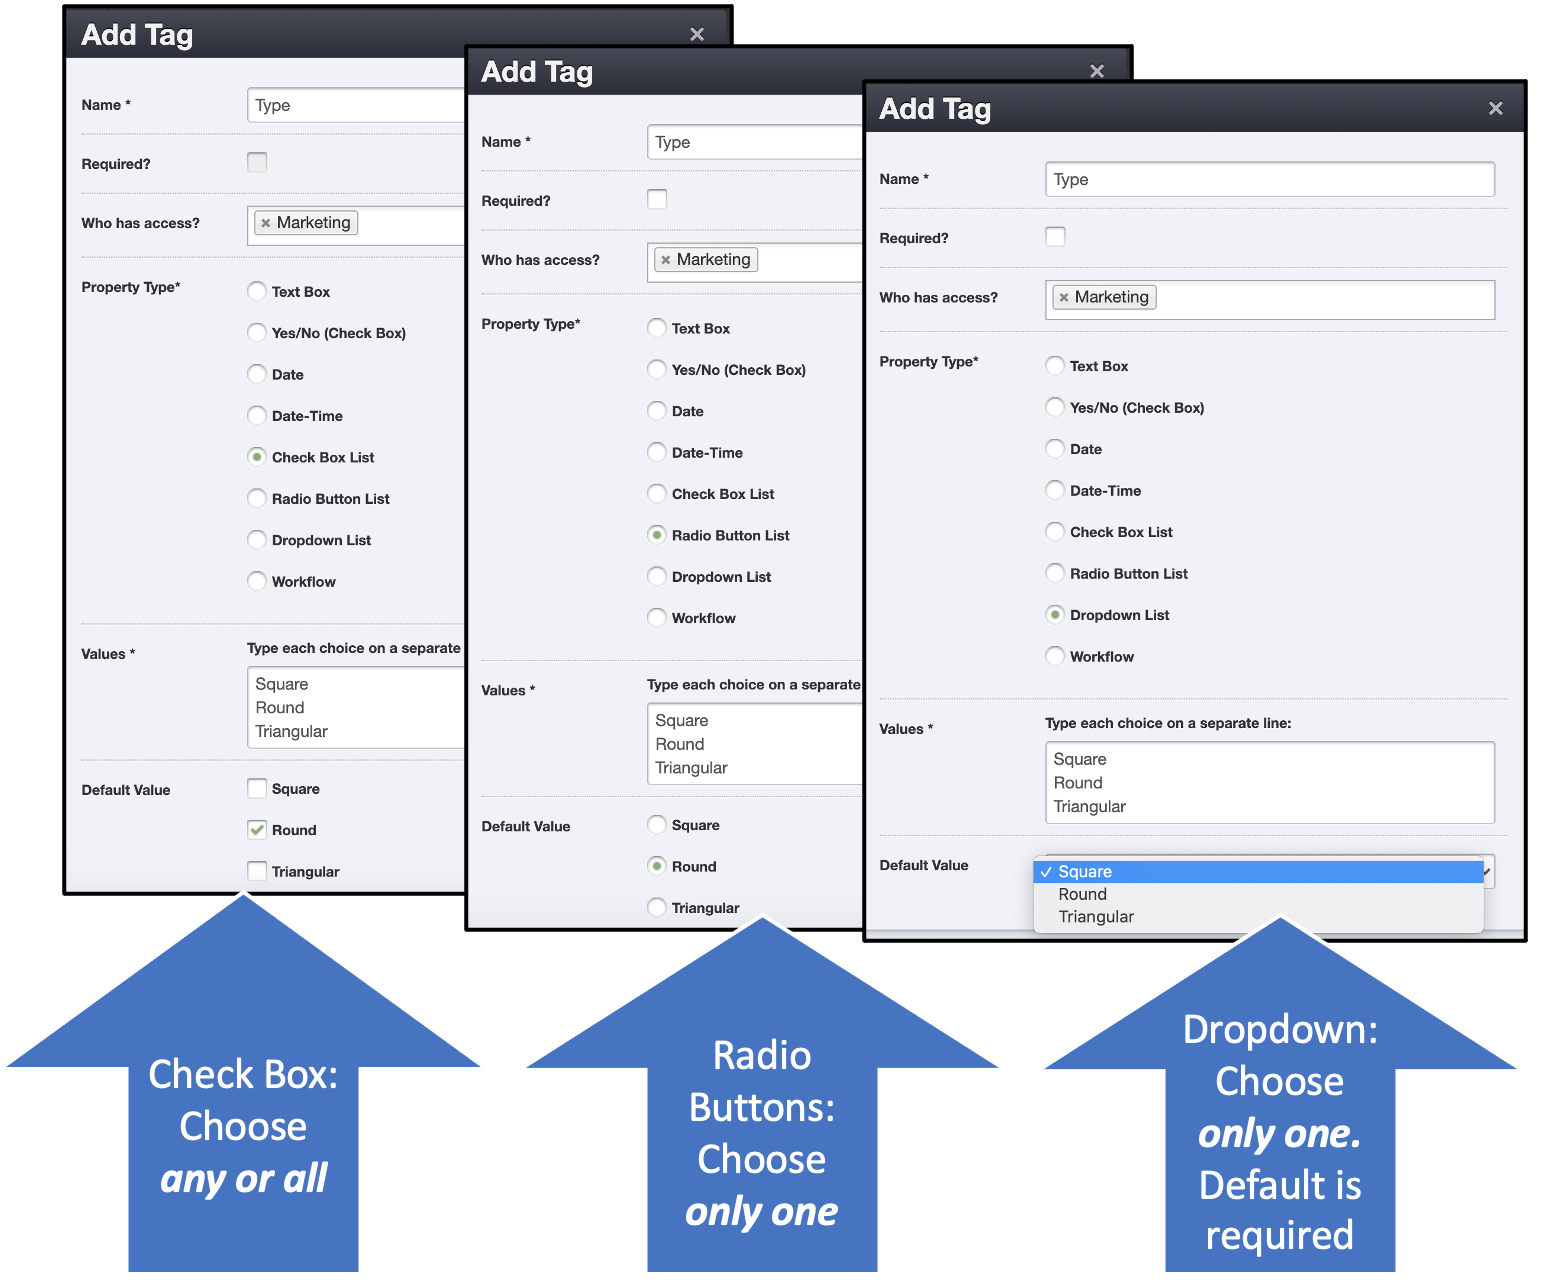 Add Tag
Name *
Type
Required?
Who has access?
× Marketing
Property Type*
Text Box
Yes/No (Check Box)
Date
Date-Time
Check Box List
Radio Button List
Dropdown List
Workflow
Values *
Type each choice on a separate
Square
Round
Triangular
Default Value
Square
Round
Triangular
Check Box:
Choose
any or all
Add Tag
Name *
Type
Required?
Who has access?
× Marketing
Property Type*
Text Box
Yes/No (Check Box)
Date
Date-Time
Check Box List
Radio Button List
Dropdown List
Workflow
Values *
Type each choice on a separate
Square
Round
Triangular
Default Value
Square
Round
Triangular
Radio
Buttons:
Choose
only one
Add Tag
Name *
Type
Required?
Who has access?
× Marketing
Property Type*
Text Box
Yes/No (Check Box)
Date
Date-Time
Check Box List
Radio Button List
Dropdown List
Workflow
Values *
Type each choice on a separate line:
Square
Round
Triangular
Default Value
Square
Round
Triangular
Dropdown:
Choose
only one.
Default is
required